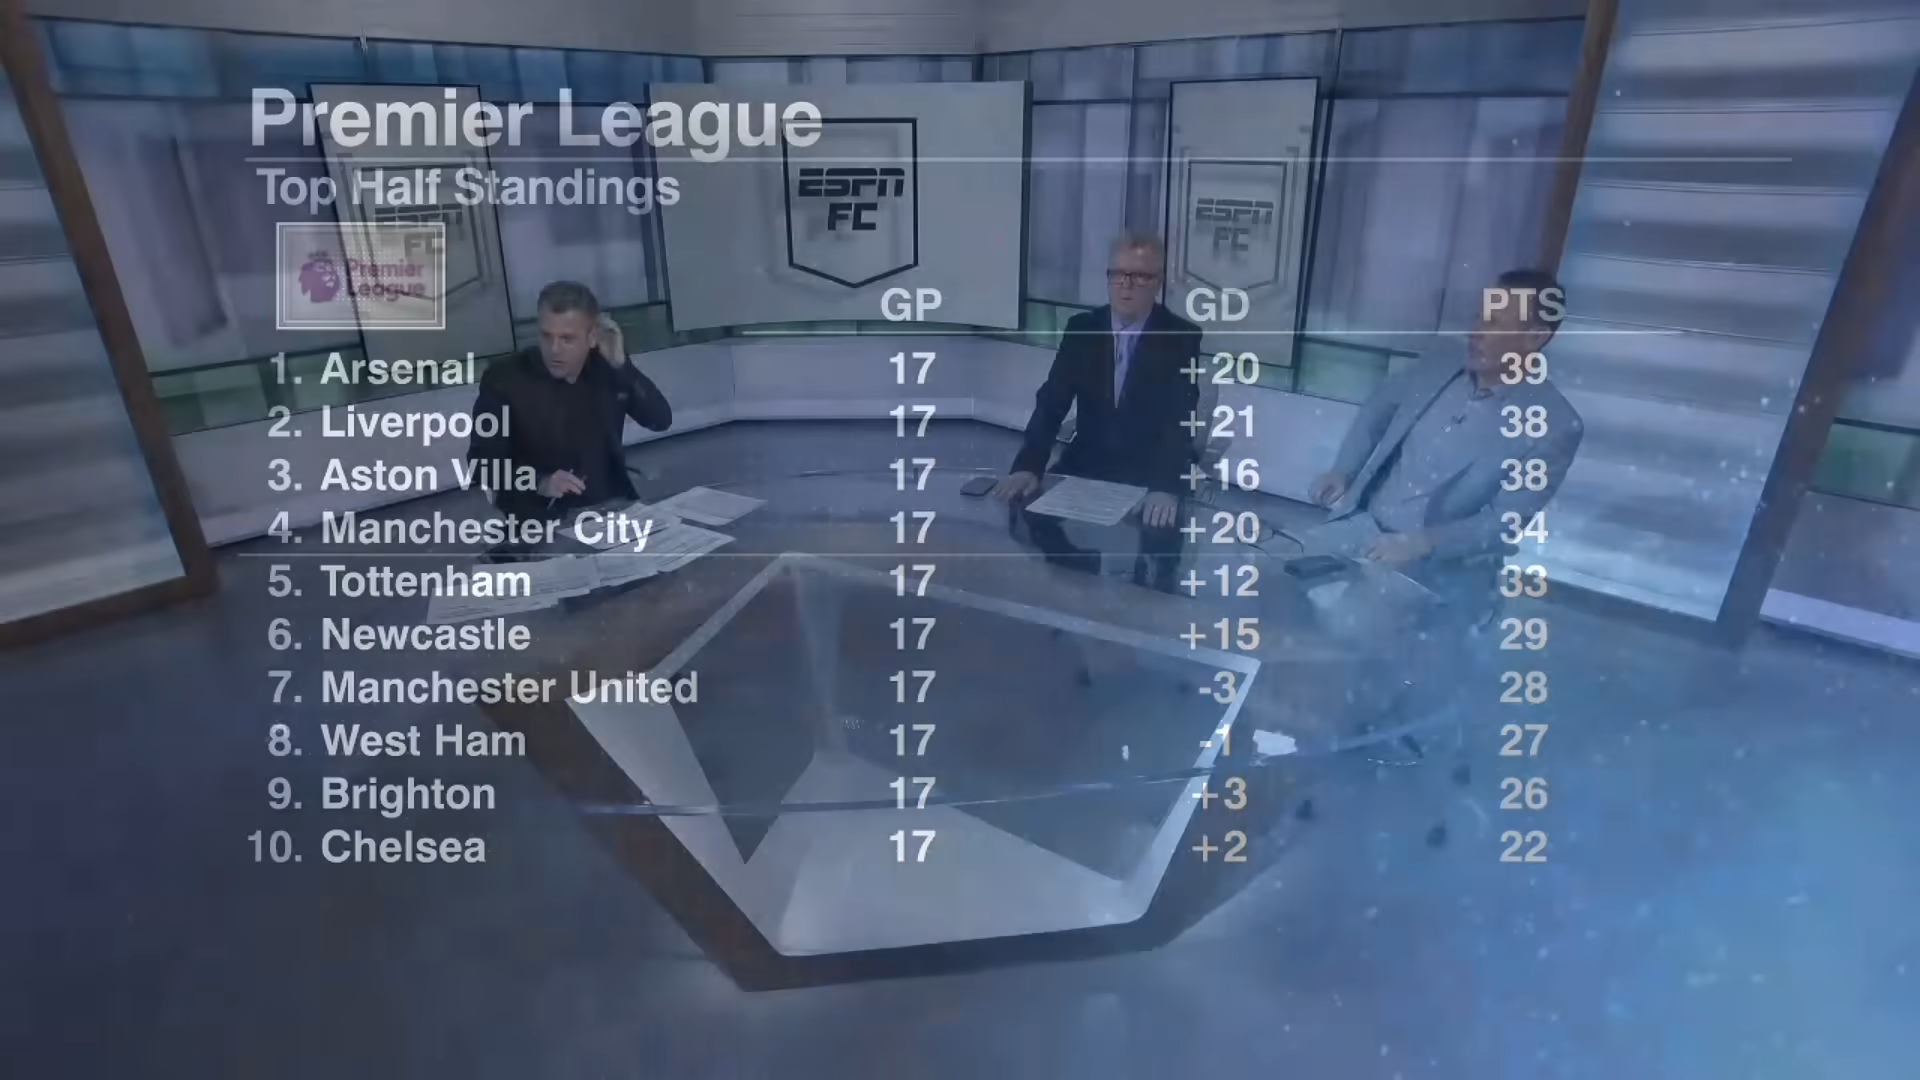 Premier League
Top Half Standings
ESPN
FC
ESPN
FC
ESPN
FC
Premier
League
GP GD PTS
1. Arsenal 17 +20 39
2. Liverpool 17 +21 38
3. Aston Villa 17 +16 38
4. Manchester City 17 +20 34
5. Tottenham 17 +12 33
6. Newcastle 17 +15 29
7. Manchester United 17 -3 28
8. West Ham 17 -1 27
9. Brighton 17 +3 26
10. Chelsea 17 +2 22